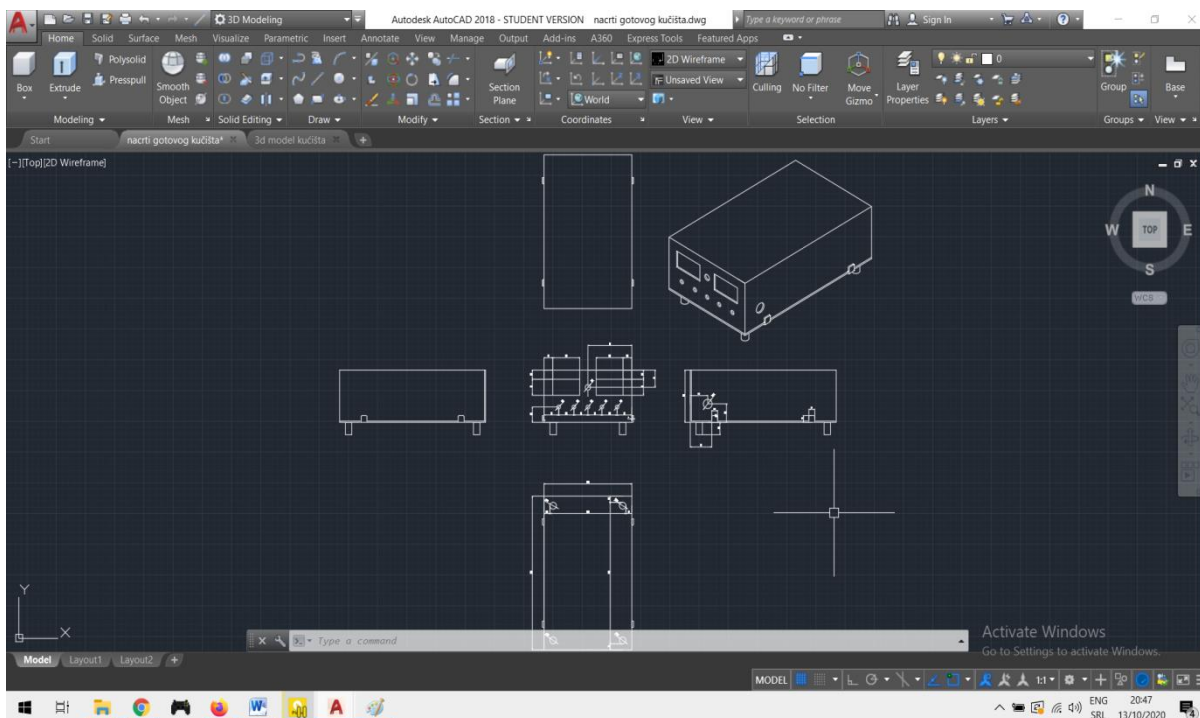 3D Modeling Autodesk AutoCAD 2018 - STUDENT VERSION nacrti gotovog kućišta.dwg Type a keyword or phrase Sign In
Home Solid Surface Mesh Visualize Parametric Insert Annotate View Manage Output Add-ins A360 Express Tools Featured Apps
Box Extrude Polysolid Presspull Smooth Object Section Plane World 2D Wireframe Unsaved View Culling No Filter Move Gizmo Layer Properties 0 Group Base
Modeling Mesh Solid Editing Draw Modify Section Coordinates View Selection Layers Groups View
Start nacrti gotovog kućišta* 3d model kućišta
[−][Top][2D Wireframe]
N
W TOP E
S
WCS
Y
X
Type a command
Activate Windows
Go to Settings to activate Windows.
Model Layout1 Layout2 +
MODEL 1:1
ENG 20:47
SRL 13/10/2020